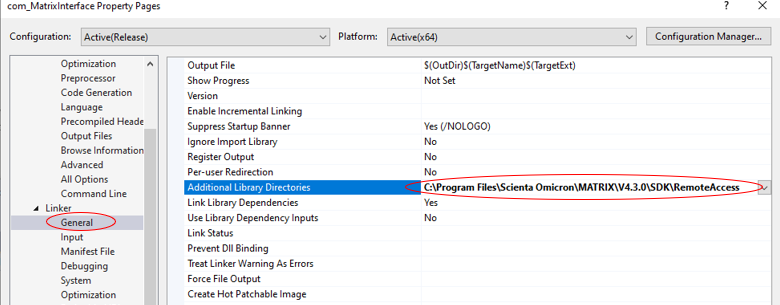 com_MatrixInterface Property Pages
?
Configuration: Active(Release) Platform: Active(x64) Configuration Manager...
Optimization
Preprocessor
Code Generation
Language
Precompiled Heade
Output Files
Browse Information
Advanced
All Options
Command Line
Linker
General
Input
Manifest File
Debugging
System
Optimization
Output File $(OutDir)$(TargetName)$(TargetExt)
Show Progress Not Set
Version
Enable Incremental Linking
Suppress Startup Banner Yes (/NOLOGO)
Ignore Import Library No
Register Output No
Per-user Redirection No
Additional Library Directories C:\Program Files\Scienta Omicron\MATRIX\V4.3.0\SDK\RemoteAccess
Link Library Dependencies Yes
Use Library Dependency Inputs No
Link Status
Prevent Dll Binding
Treat Linker Warning As Errors
Force File Output
Create Hot Patchable Image